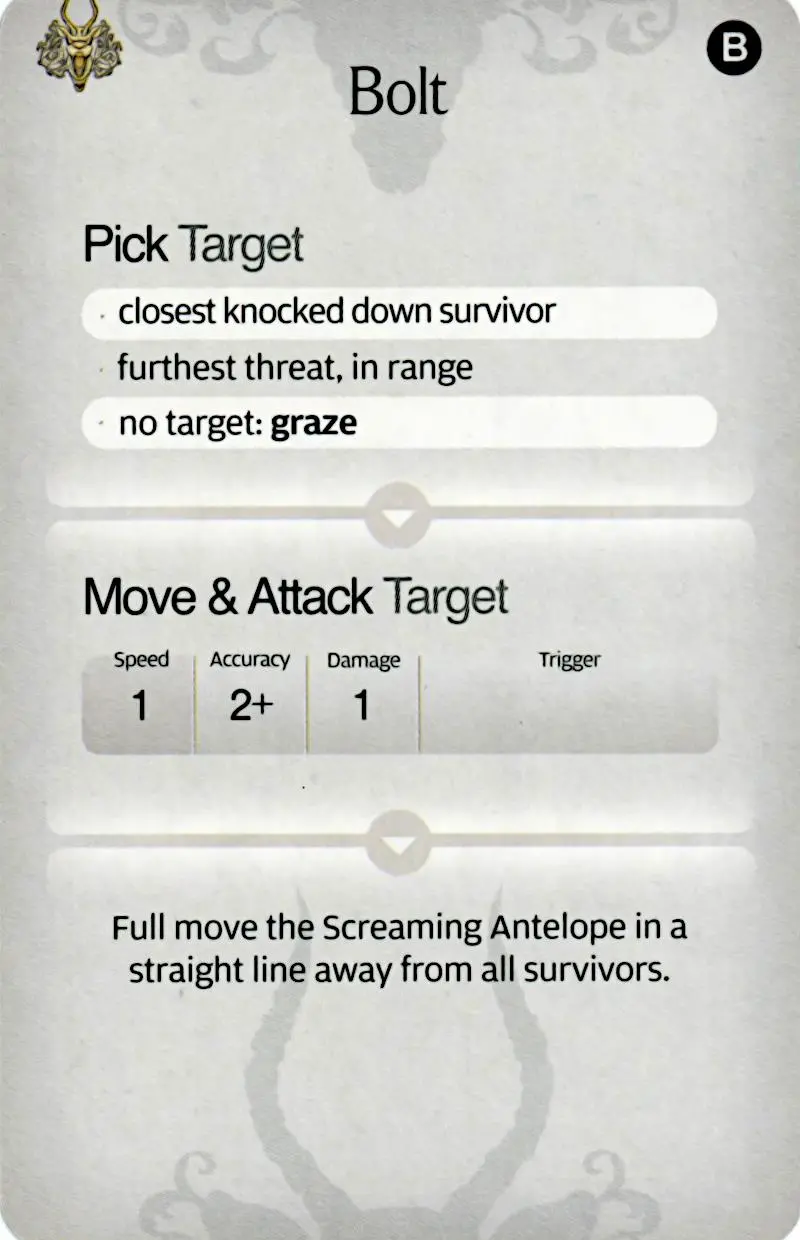 B
Bolt
Pick Target
· closest knocked down survivor
· furthest threat, in range
· no target: graze
Move & Attack Target
Speed Accuracy Damage Trigger
1 2+ 1
Full move the Screaming Antelope in a
straight line away from all survivors.